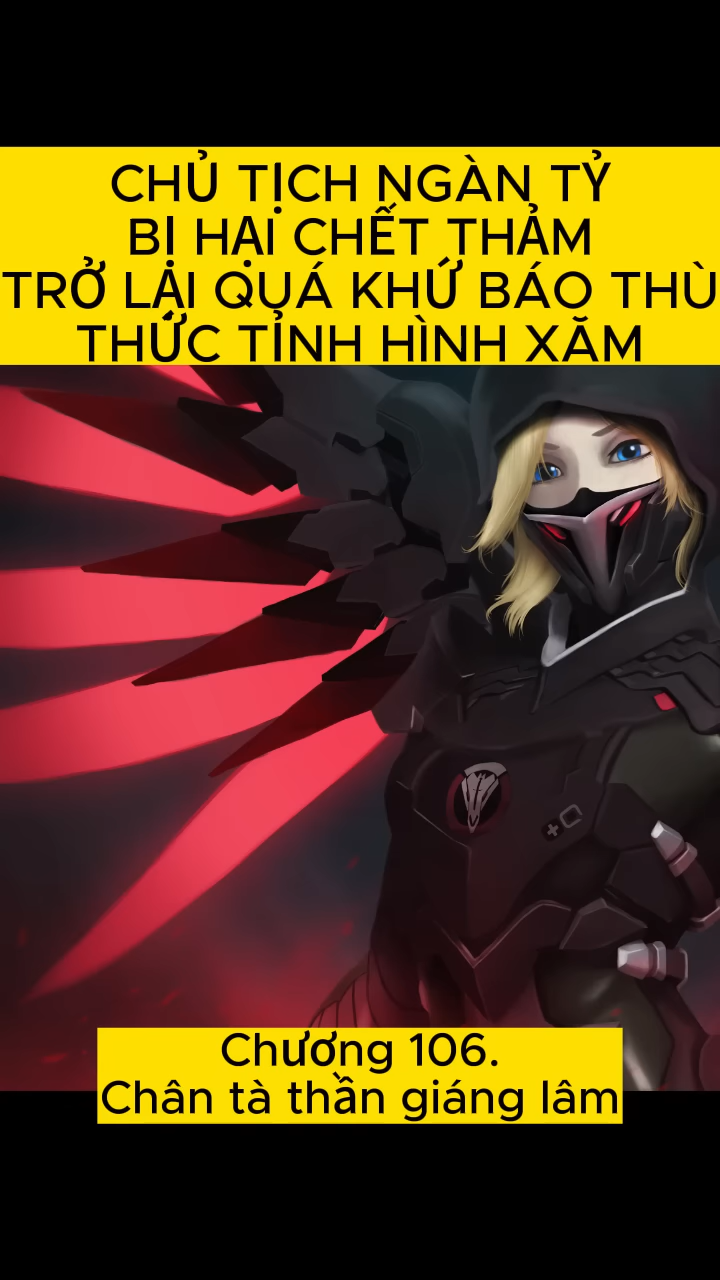 CHỦ TỊCH NGÀN TỶ
BỊ HẠI CHẾT THẢM
TRỞ LẠI QUÁ KHỨ BÁO THÙ
THỨC TỈNH HÌNH XĂM
Chương 106.
Chân tà thần giáng lâm